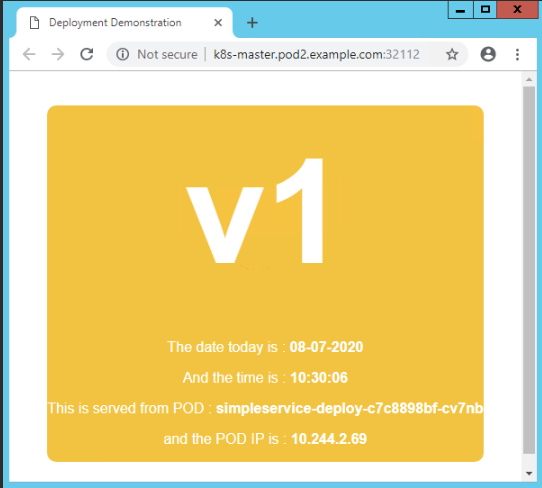 Deployment Demonstration
Not secure | k8s-master.pod2.example.com:32112
v1
The date today is : 08-07-2020
And the time is : 10:30:06
This is served from POD : simpleservice-deploy-c7c8898bf-cv7nb
and the POD IP is : 10.244.2.69